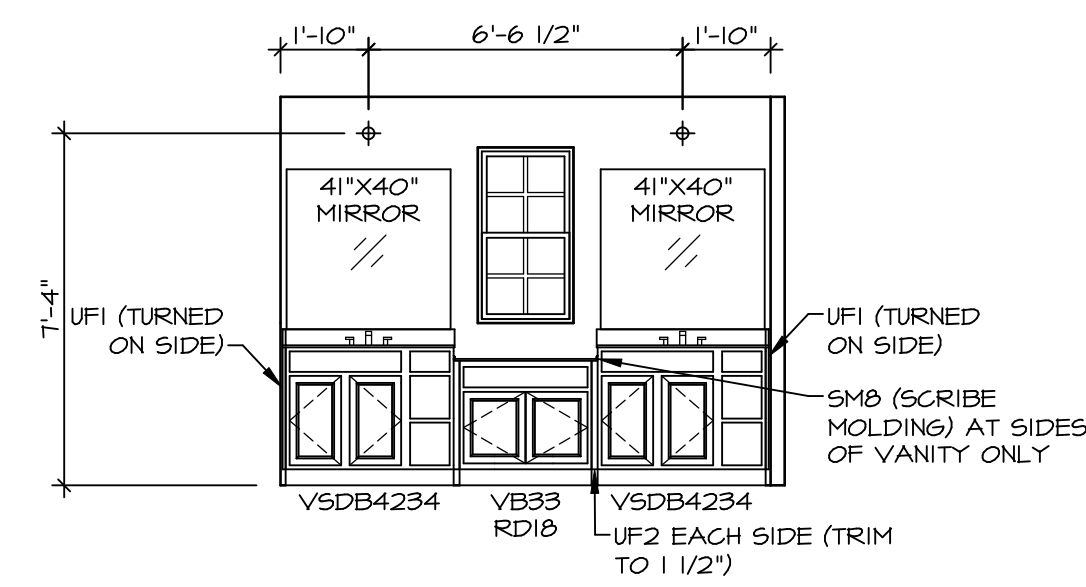 1'-10"
6'-6 1/2"
1'-10"
41"X40"
MIRROR
41"X40"
MIRROR
7'-4"
UF1 (TURNED
ON SIDE)
UF1 (TURNED
ON SIDE)
SM8 (SCRIBE
MOLDING) AT SIDES
OF VANITY ONLY
VSDB4234
VB33
RD18
VSDB4234
UF2 EACH SIDE (TRIM
TO 1 1/2")